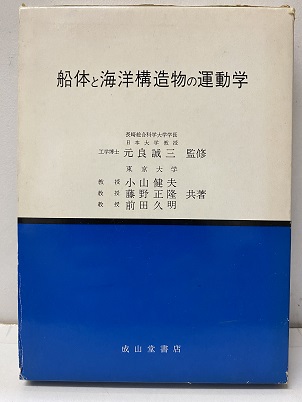 船体と海洋構造物の運動学
長崎総合科学大学学長
日本大学教授
工学博士 元良誠三 監修
東京大学
教授 小山健夫
教授 藤野正隆 共著
教授 前田久明
成山堂書店